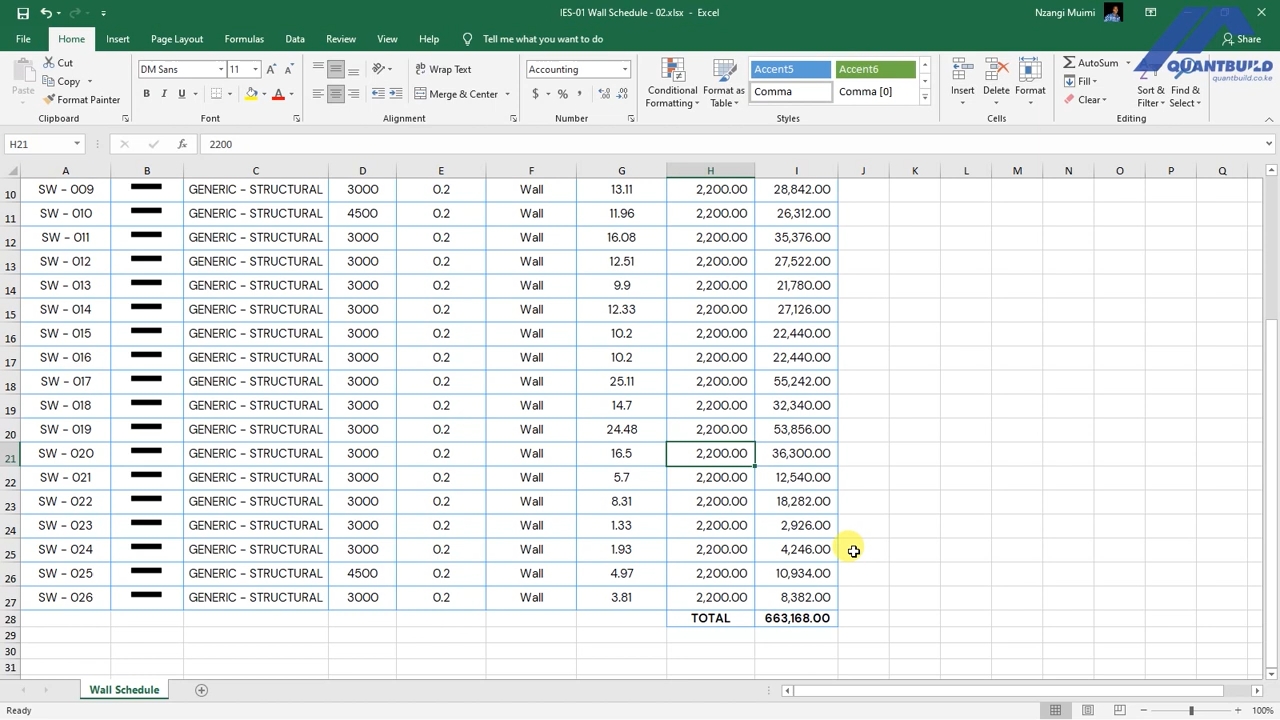 IES-01 Wall Schedule - 02.xlsx - Excel
Nzangi Muimi
File Home Insert Page Layout Formulas Data Review View Help Tell me what you want to do Share
QUANTBUILD
quantbuild.co.ke
Paste
Cut
Copy
Format Painter
Clipboard
DM Sans 11
B I U
Font
Wrap Text
Merge & Center
Alignment
Accounting
$ % ,
Number
Conditional Formatting
Format as Table
Accent5 Accent6
Comma Comma [0]
Styles
Insert Delete Format
Cells
AutoSum
Fill
Clear
Sort & Filter
Find & Select
Editing
H21 fx 2200
A B C D E F G H I J K L M N O P Q
10 SW - 009 GENERIC - STRUCTURAL 3000 0.2 Wall 13.11 2,200.00 28,842.00
11 SW - 010 GENERIC - STRUCTURAL 4500 0.2 Wall 11.96 2,200.00 26,312.00
12 SW - 011 GENERIC - STRUCTURAL 3000 0.2 Wall 16.08 2,200.00 35,376.00
13 SW - 012 GENERIC - STRUCTURAL 3000 0.2 Wall 12.51 2,200.00 27,522.00
14 SW - 013 GENERIC - STRUCTURAL 3000 0.2 Wall 9.9 2,200.00 21,780.00
15 SW - 014 GENERIC - STRUCTURAL 3000 0.2 Wall 12.33 2,200.00 27,126.00
16 SW - 015 GENERIC - STRUCTURAL 3000 0.2 Wall 10.2 2,200.00 22,440.00
17 SW - 016 GENERIC - STRUCTURAL 3000 0.2 Wall 10.2 2,200.00 22,440.00
18 SW - 017 GENERIC - STRUCTURAL 3000 0.2 Wall 25.11 2,200.00 55,242.00
19 SW - 018 GENERIC - STRUCTURAL 3000 0.2 Wall 14.7 2,200.00 32,340.00
20 SW - 019 GENERIC - STRUCTURAL 3000 0.2 Wall 24.48 2,200.00 53,856.00
21 SW - 020 GENERIC - STRUCTURAL 3000 0.2 Wall 16.5 2,200.00 36,300.00
22 SW - 021 GENERIC - STRUCTURAL 3000 0.2 Wall 5.7 2,200.00 12,540.00
23 SW - 022 GENERIC - STRUCTURAL 3000 0.2 Wall 8.31 2,200.00 18,282.00
24 SW - 023 GENERIC - STRUCTURAL 3000 0.2 Wall 1.33 2,200.00 2,926.00
25 SW - 024 GENERIC - STRUCTURAL 3000 0.2 Wall 1.93 2,200.00 4,246.00
26 SW - 025 GENERIC - STRUCTURAL 4500 0.2 Wall 4.97 2,200.00 10,934.00
27 SW - 026 GENERIC - STRUCTURAL 3000 0.2 Wall 3.81 2,200.00 8,382.00
28 TOTAL 663,168.00
29
30
31
Wall Schedule
Ready 100%